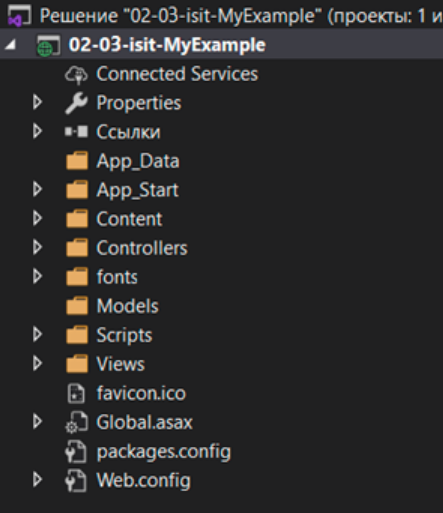 Решение "02-03-isit-MyExample" (проекты: 1 и
02-03-isit-MyExample
Connected Services
Properties
Ссылки
App_Data
App_Start
Content
Controllers
fonts
Models
Scripts
Views
favicon.ico
Global.asax
packages.config
Web.config